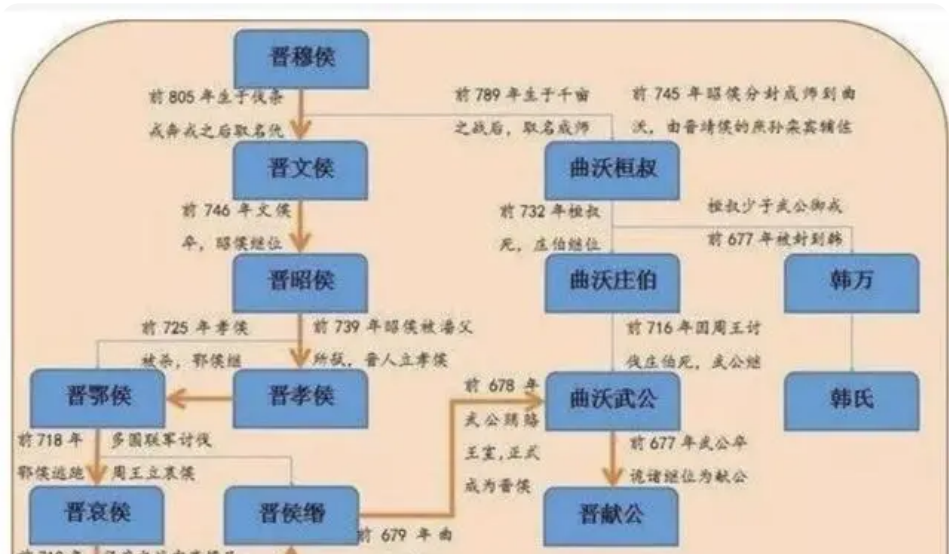 晋穆侯
前805年生于伐条
戎奔戎之后取名仇
前789年生于千亩
之战后，取名成师
前745年昭侯分封成师到曲
沃，由晋靖侯的庶孙栾宾辅佐
晋文侯
曲沃桓叔
前746年文侯
卒，昭侯继位
前732年桓叔
死，庄伯继位
桓叔少子武公御戎
前677年被封到韩
晋昭侯
曲沃庄伯
韩万
前725年孝侯
被杀，鄂侯继
前739年昭侯被潘父
所弑，晋人立孝侯
前716年因周王讨
伐庄伯死，武公继
晋鄂侯
晋孝侯
前678年
武公贿赂
王室，正式
成为晋侯
曲沃武公
韩氏
前718年
鄂侯逃跑
多国联军讨伐
周王立哀侯
前677年武公卒
诡诸继位为献公
晋哀侯
晋侯缗
晋献公
前679年曲